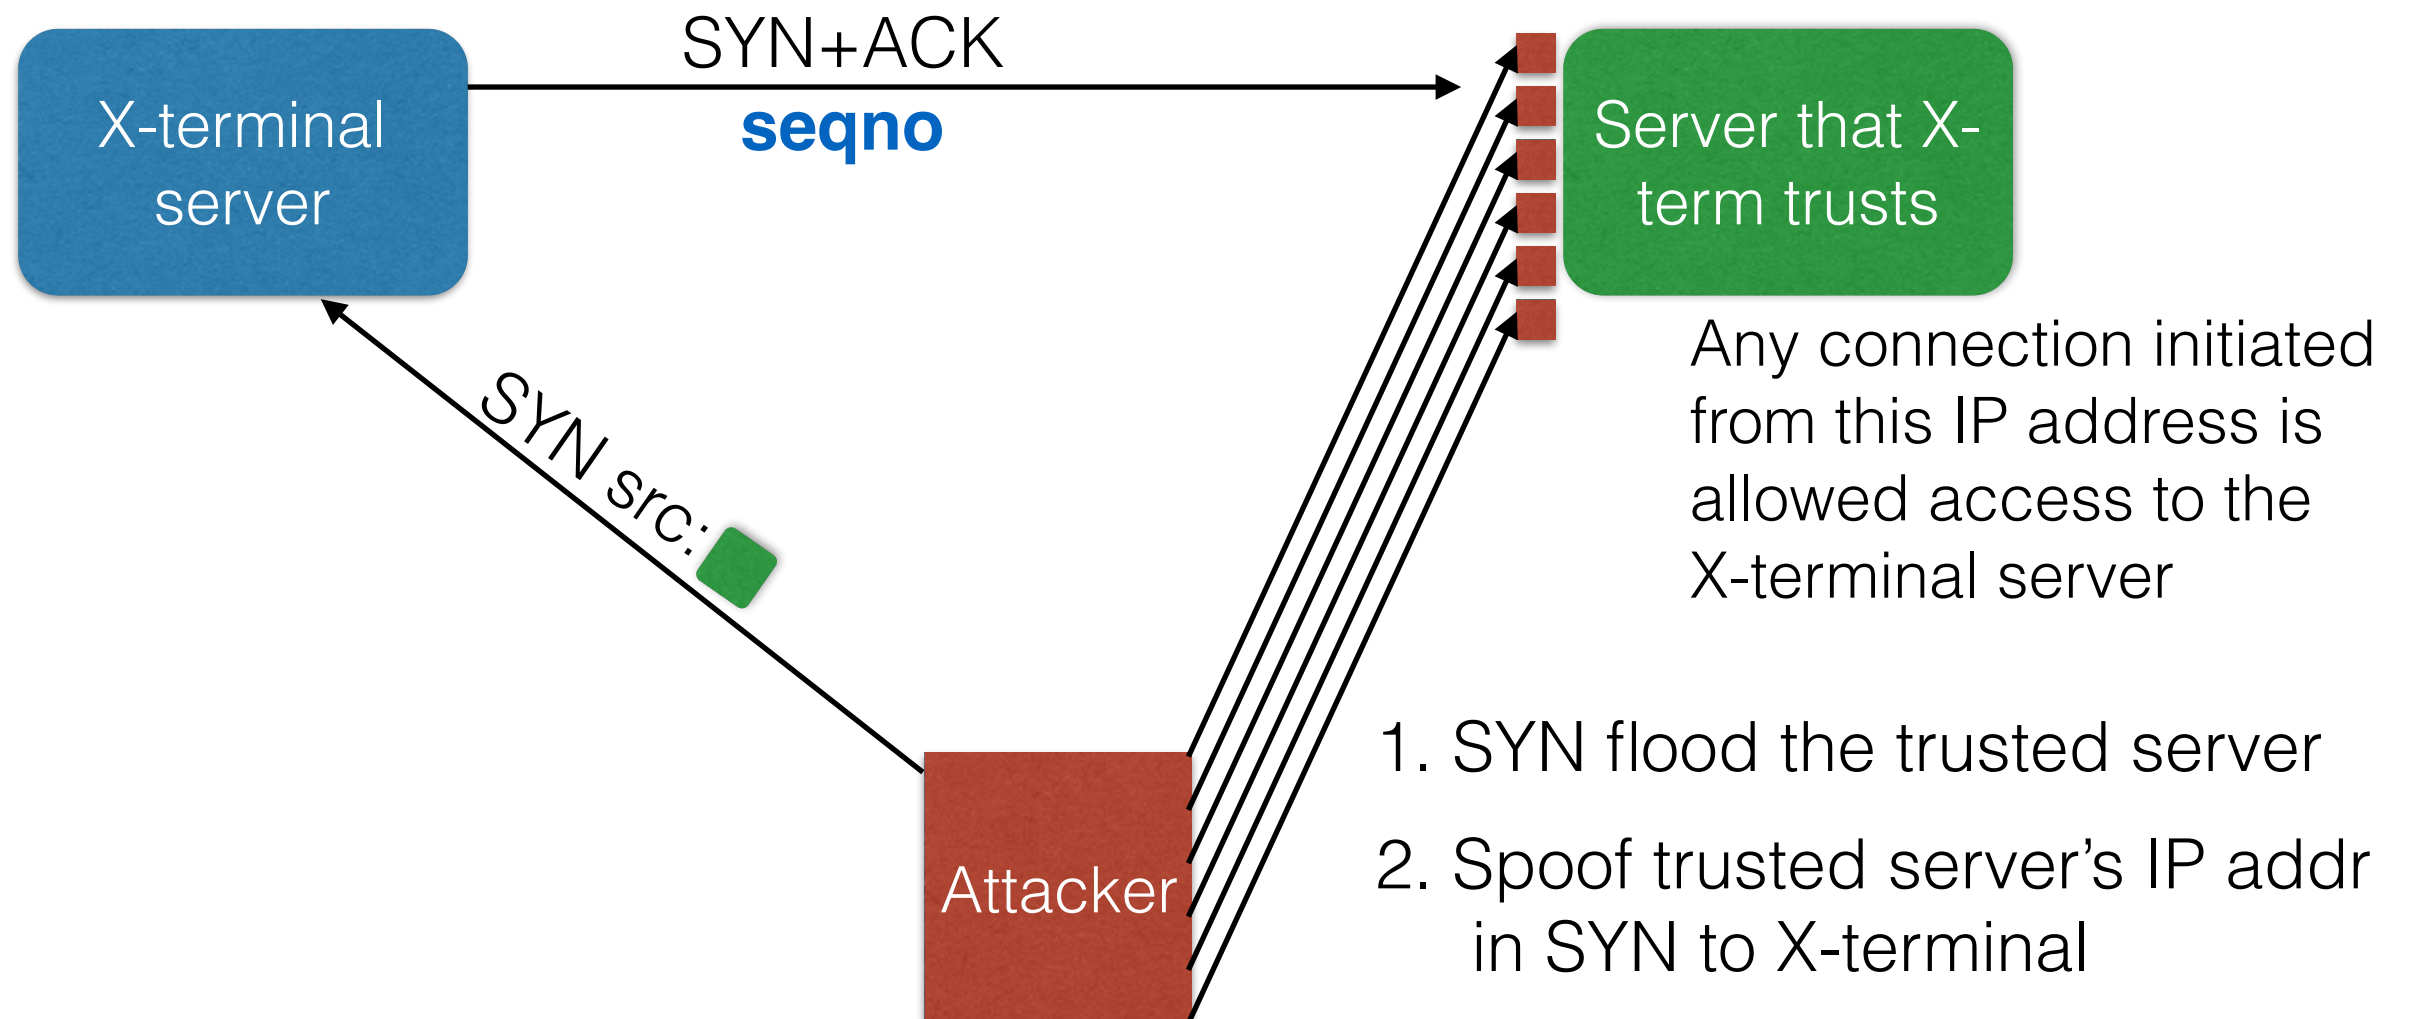 SYN+ACK
seqno
X-terminal
server
Server that X-
term trusts
Any connection initiated
from this IP address is
allowed access to the
X-terminal server
SYN src:
Attacker
1. SYN flood the trusted server
2. Spoof trusted server’s IP addr
in SYN to X-terminal